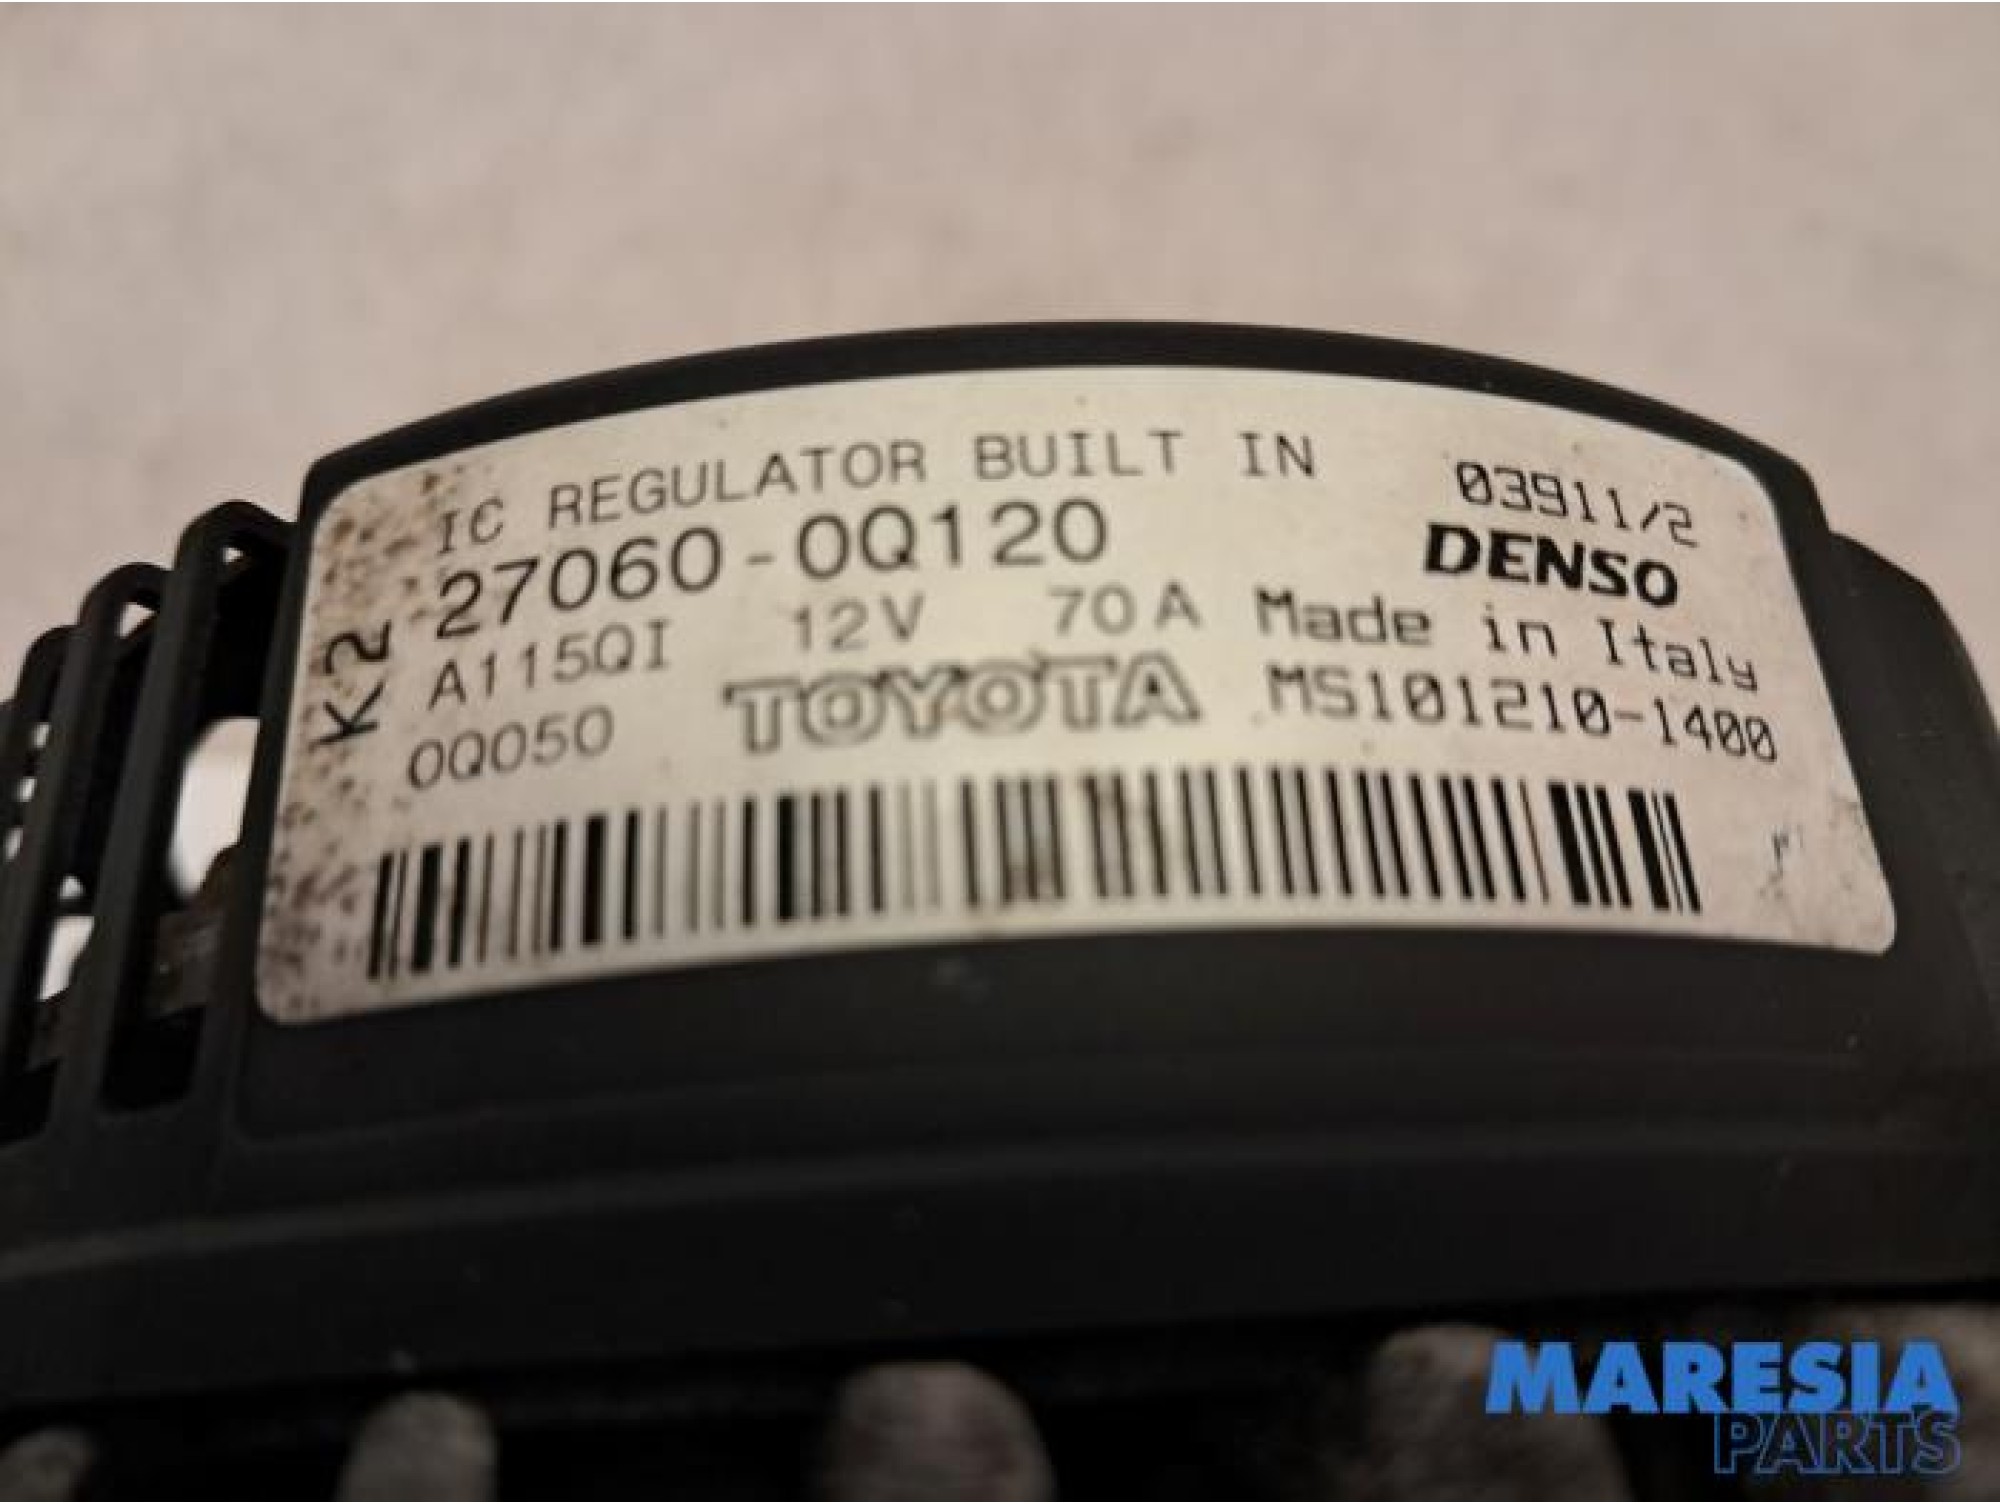 IC REGULATOR BUILT IN
03911/2
27060-0Q120
DENSO
K2
A115QI 12V 70A Made in Italy
0Q050 TOYOTA MS101210-1400
MARESIA
PARTS